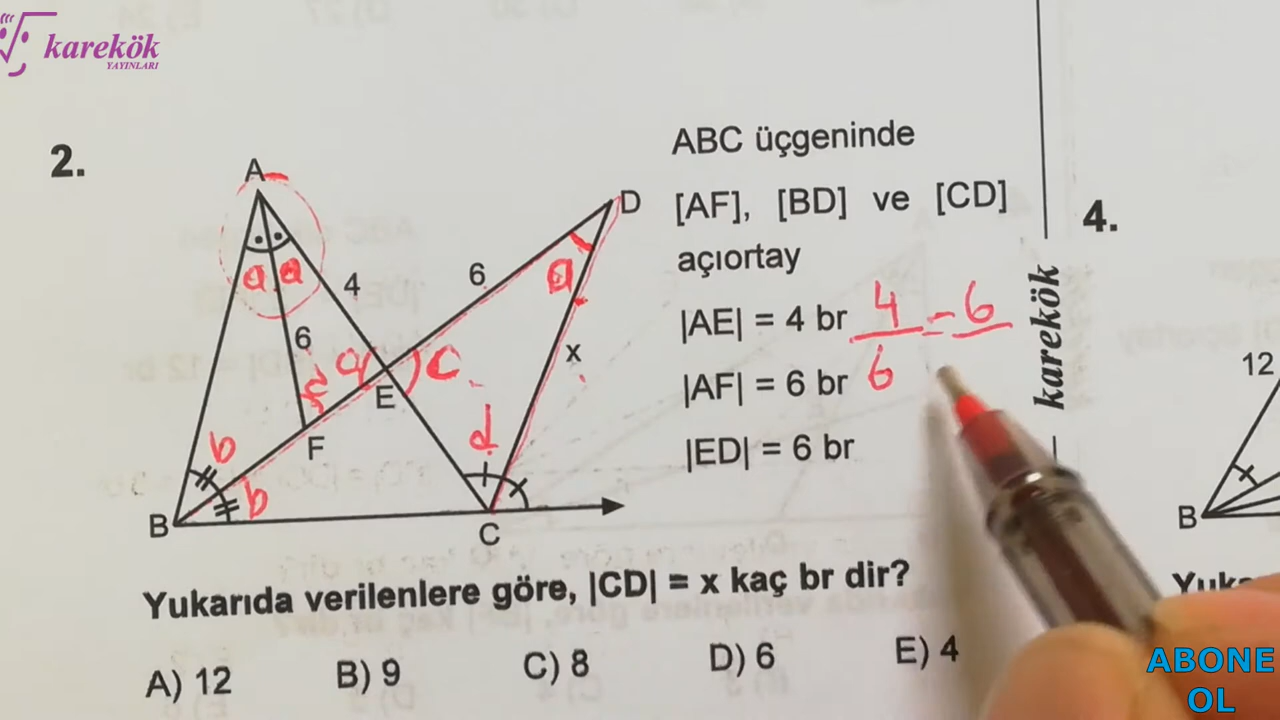 karekök
YAYINLARI
2.
A
D
a a
4
6
a
6
a c
x
E
d
F
b
b
B
C
ABC üçgeninde
[AF], [BD] ve [CD]
açıortay
|AE| = 4 br
|AF| = 6 br
|ED| = 6 br
4 = 6
6
Yukarıda verilenlere göre, |CD| = x kaç br dir?
A) 12 B) 9 C) 8 D) 6 E) 4
karekök
4.
12
B
ABONE
OL